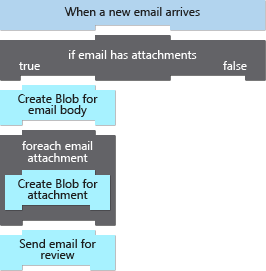 When a new email arrives
if email has attachments
true
false
Create Blob for
email body
foreach email
attachment
Create Blob for
attachment
Send email for
review